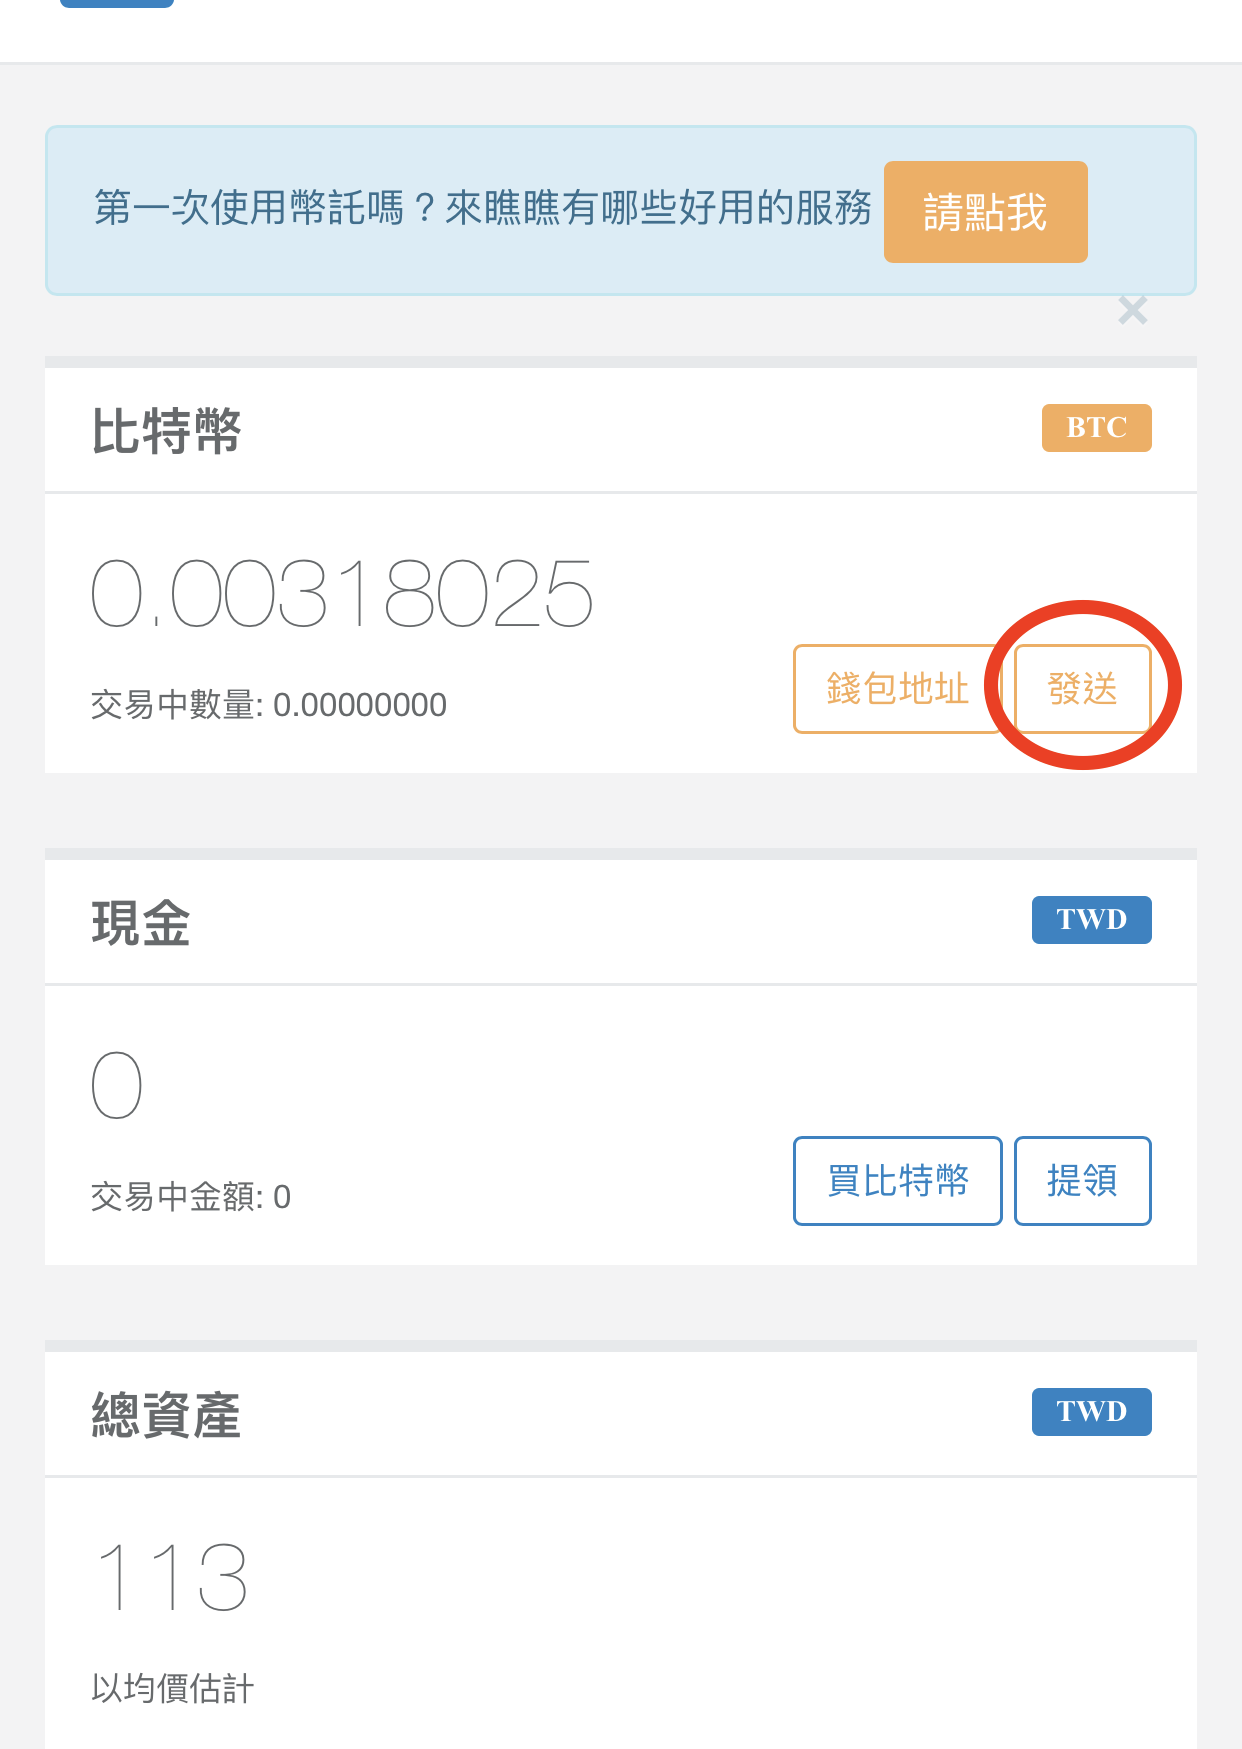 第一次使用幣託嗎？來瞧瞧有哪些好用的服務 請點我
×
比特幣 BTC
0.00318025
交易中數量: 0.00000000 錢包地址 發送
現金 TWD
0
交易中金額: 0 買比特幣 提領
總資產 TWD
113
以均價估計